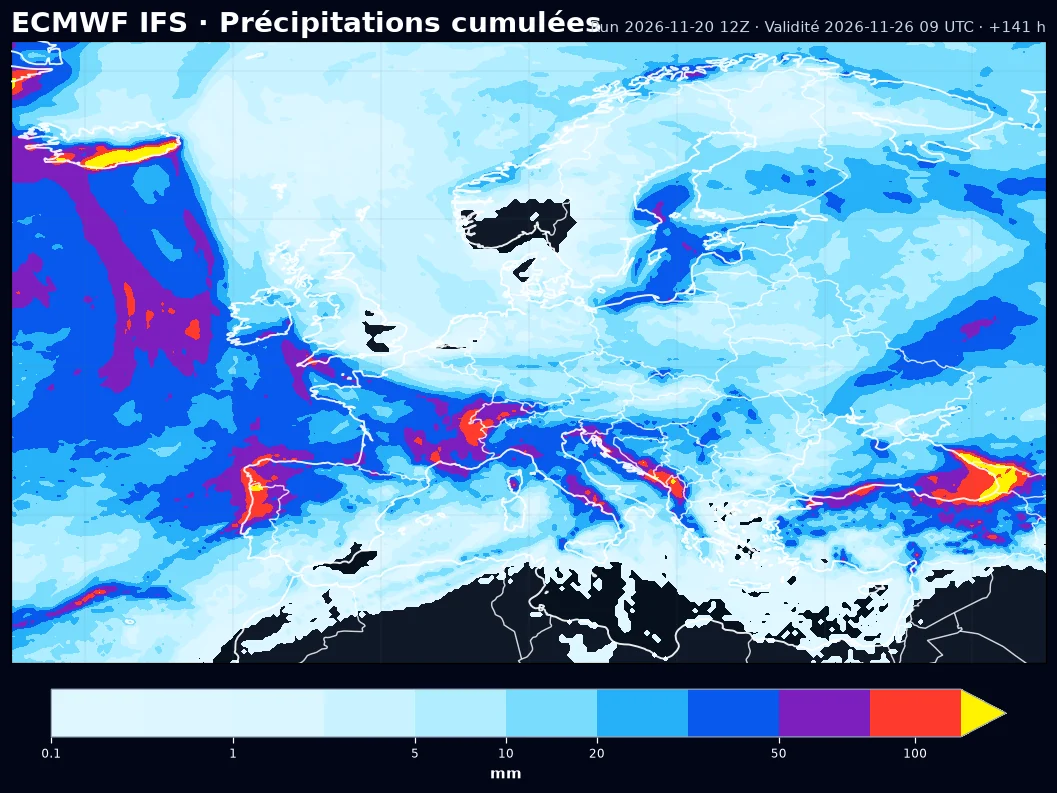 ECMWF IFS · Précipitations cumulées
Run 2026-11-20 12Z · Validité 2026-11-26 09 UTC · +141 h
0.1 1 5 10 20 50 100
mm